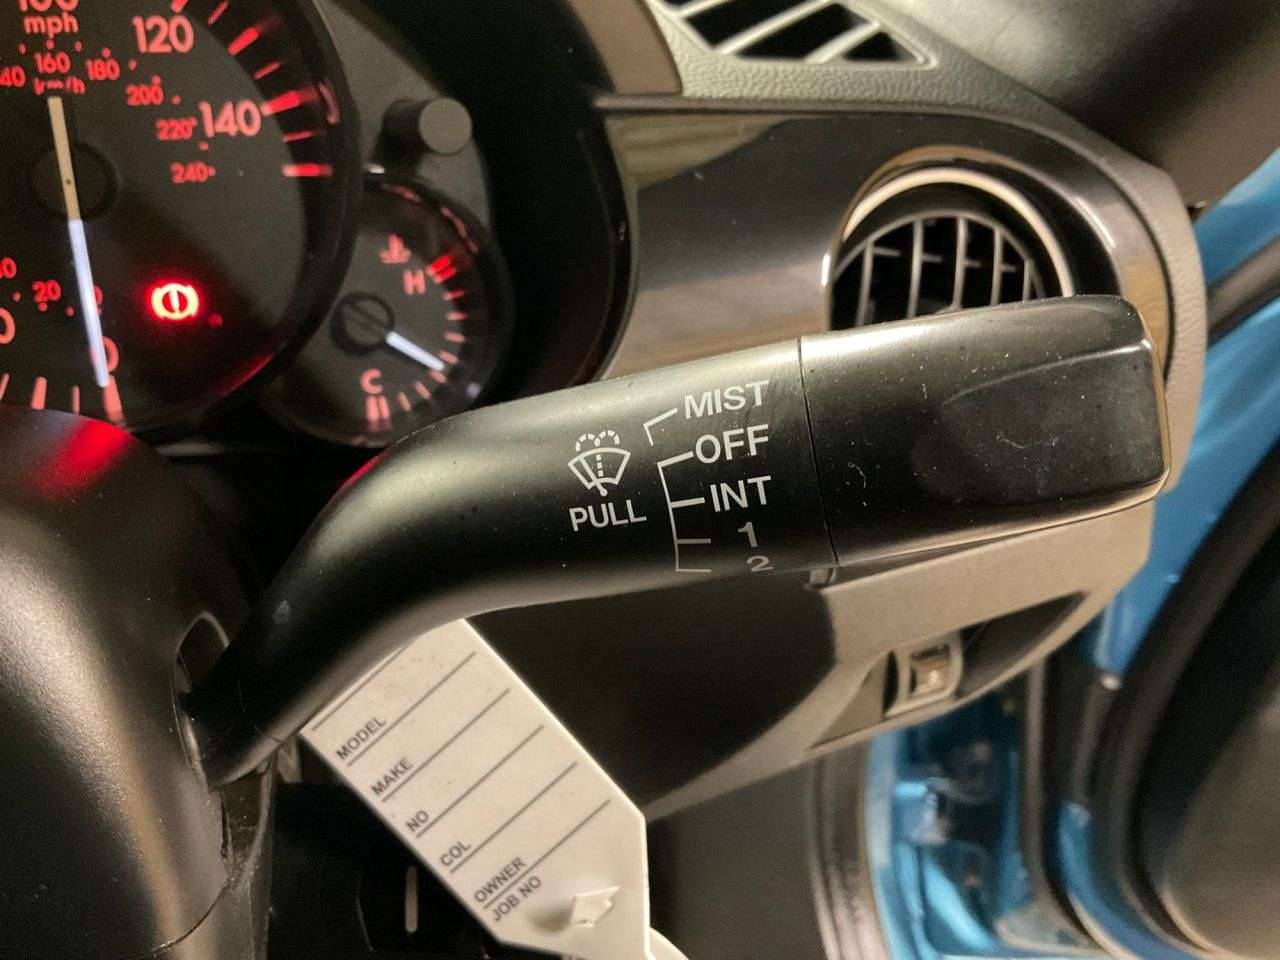 mph
120
160
180
km/h
200
140
220
240
20
H
C
MIST
OFF
INT
1
2
PULL
MODEL
MAKE
NO
COL
OWNER
JOB NO